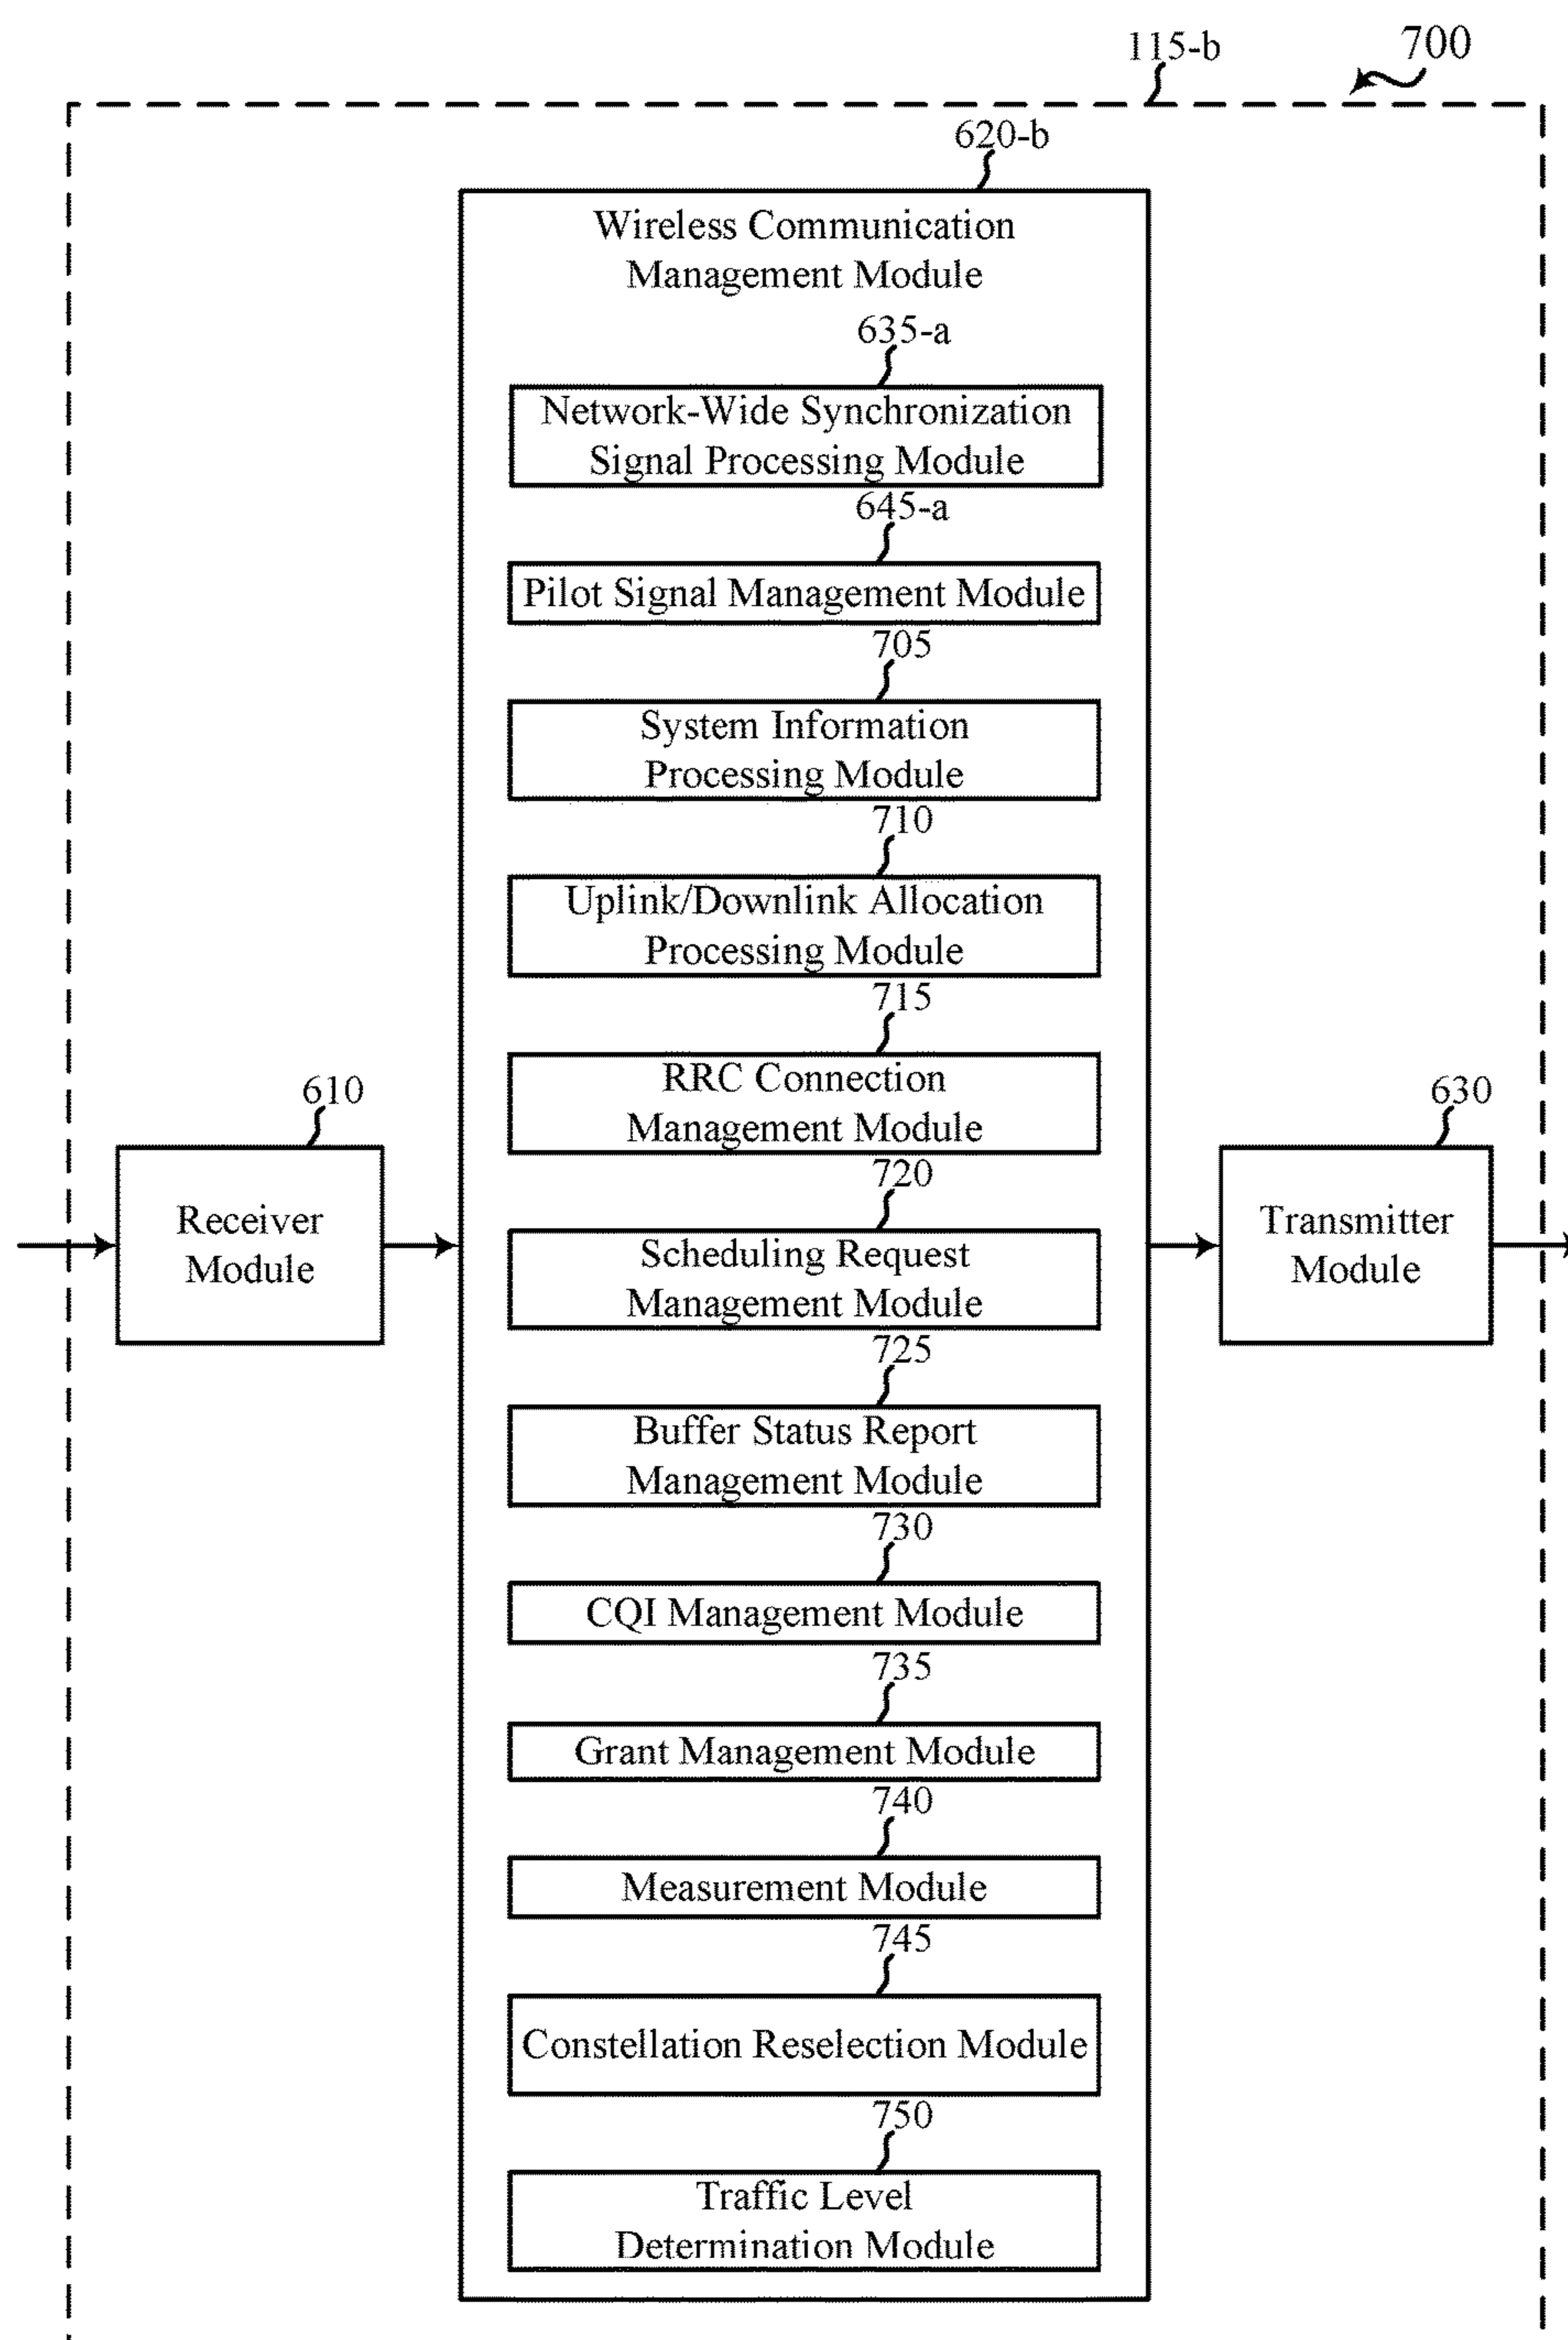 115-b
700
620-b
Wireless Communication
Management Module
635-a
Network-Wide Synchronization
Signal Processing Module
645-a
Pilot Signal Management Module
705
System Information
Processing Module
710
Uplink/Downlink Allocation
Processing Module
715
RRC Connection
Management Module
610
Receiver
Module
630
Transmitter
Module
720
Scheduling Request
Management Module
725
Buffer Status Report
Management Module
730
CQI Management Module
735
Grant Management Module
740
Measurement Module
745
Constellation Reselection Module
750
Traffic Level
Determination Module